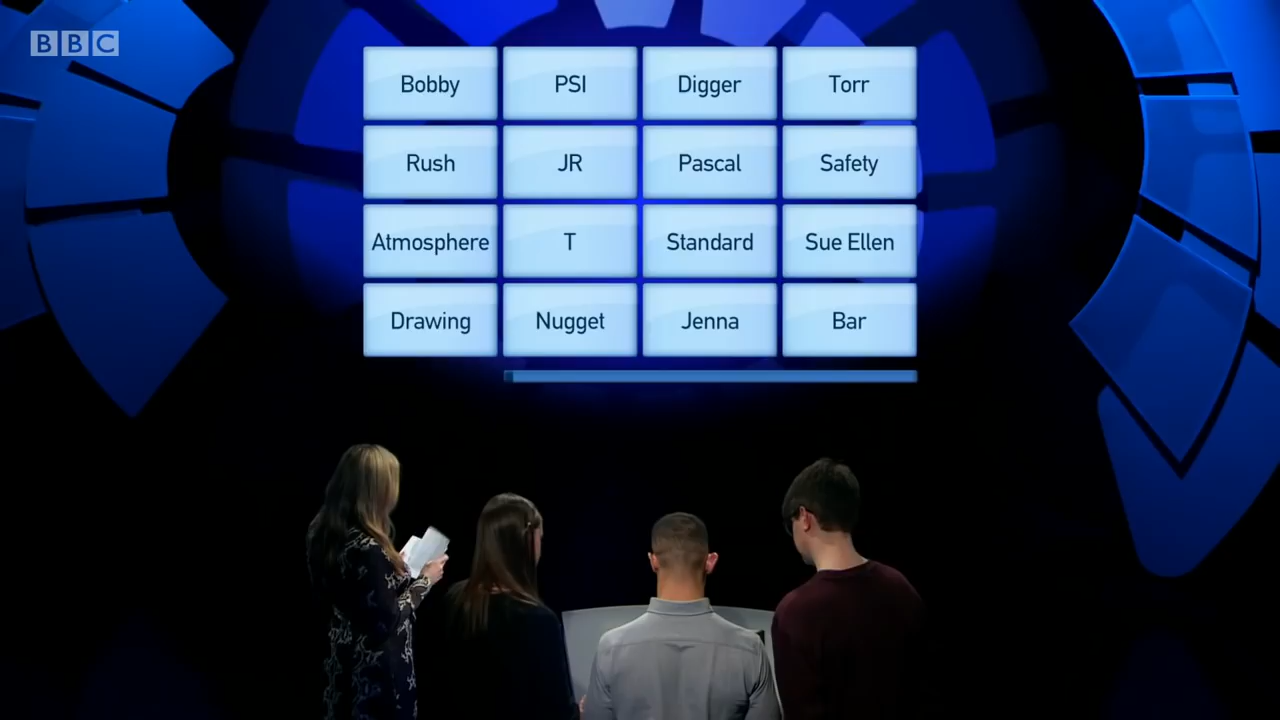 BBC
Bobby PSI Digger Torr
Rush JR Pascal Safety
Atmosphere T Standard Sue Ellen
Drawing Nugget Jenna Bar